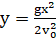 y = gx²/2v₀²